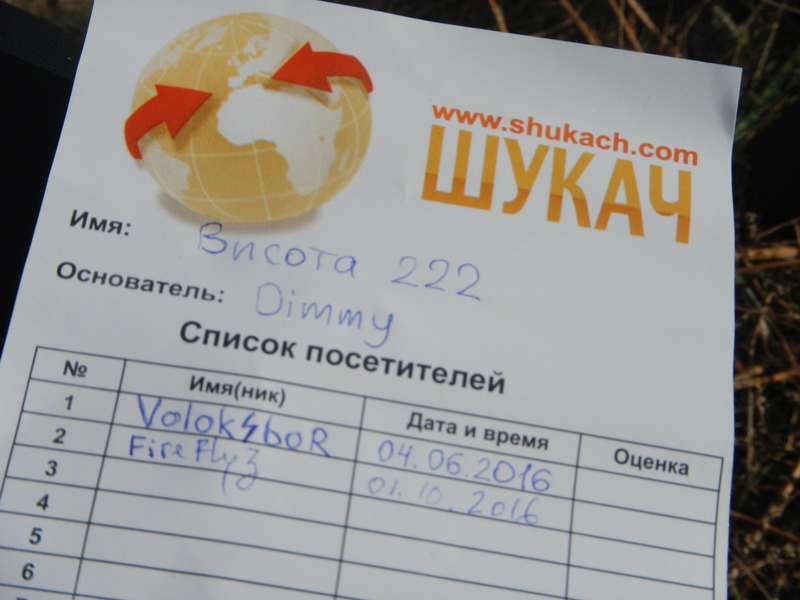 www.shukach.com
ШУКАЧ
Имя: Висота 222
Основатель: Dimmy
Список посетителей
№ Имя(ник) Дата и время Оценка
1 VolokSboR 04.06.2016
2 FireFlyz 01.10.2016
3
4
5
6